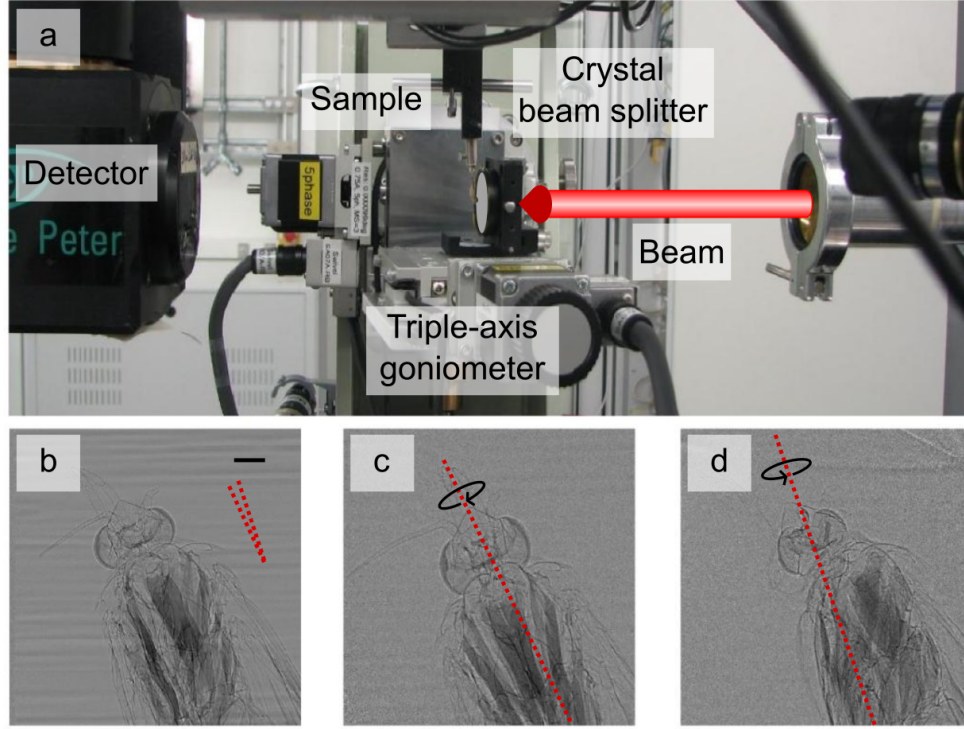 a
Sample
Crystal
beam splitter
Detector
5phase
e Peter
Beam
Triple-axis
goniometer
b
c
d